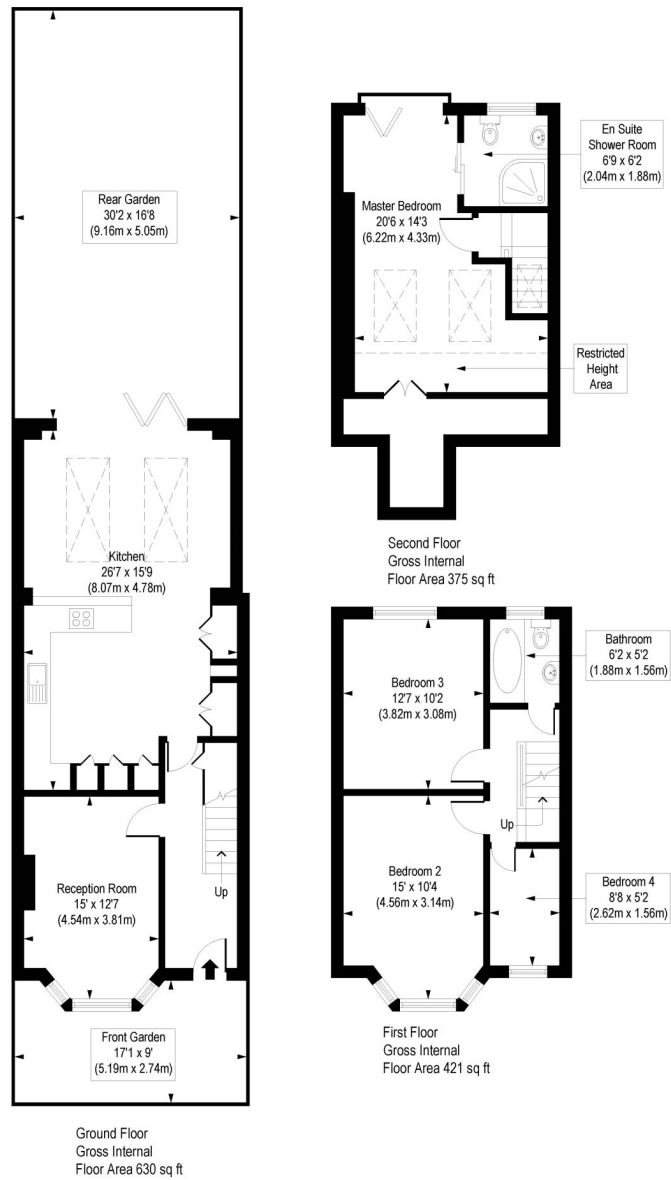 Rear Garden
30'2 x 16'8
(9.16m x 5.05m)
Kitchen
26'7 x 15'9
(8.07m x 4.78m)
Reception Room
15' x 12'7
(4.54m x 3.81m)
Up
Front Garden
17'1 x 9'
(5.19m x 2.74m)
Ground Floor
Gross Internal
Floor Area 630 sq ft
En Suite
Shower Room
6'9 x 6'2
(2.04m x 1.88m)
Master Bedroom
20'6 x 14'3
(6.22m x 4.33m)
Restricted
Height
Area
Second Floor
Gross Internal
Floor Area 375 sq ft
Bathroom
6'2 x 5'2
(1.88m x 1.56m)
Bedroom 3
12'7 x 10'2
(3.82m x 3.08m)
Up
Bedroom 2
15' x 10'4
(4.56m x 3.14m)
Bedroom 4
8'8 x 5'2
(2.62m x 1.56m)
First Floor
Gross Internal
Floor Area 421 sq ft